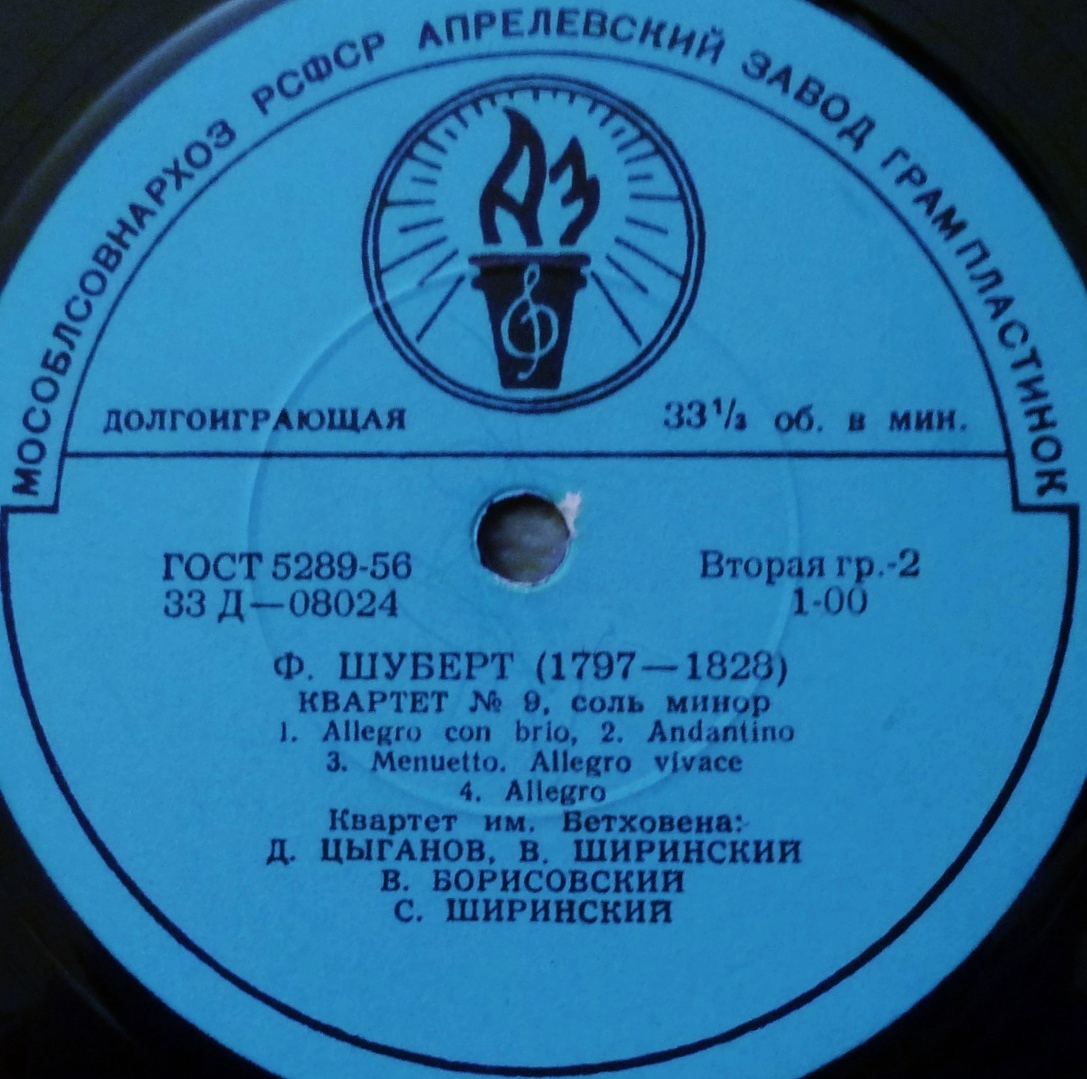 МОСОБЛСОВНАРХОЗ РСФСР АПРЕЛЕВСКИЙ ЗАВОД ГРАМПЛАСТИНОК
АЗ
ДОЛГОИГРАЮЩАЯ 33⅓ об. в мин.
ГОСТ 5289-56 Вторая гр.-2
33 Д—08024 1-00
Ф. ШУБЕРТ (1797—1828)
КВАРТЕТ № 9, соль минор
1. Allegro con brio, 2. Andantino
3. Menuetto. Allegro vivace
4. Allegro
Квартет им. Бетховена:
Д. ЦЫГАНОВ, В. ШИРИНСКИЙ
В. БОРИСОВСКИЙ
С. ШИРИНСКИЙ